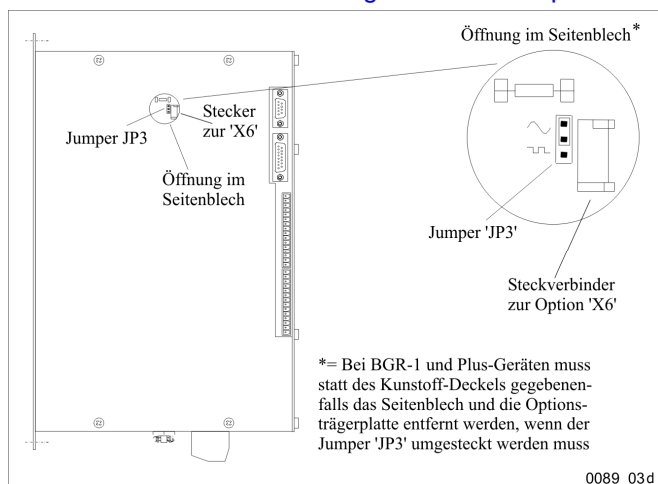 Öffnung im Seitenblech*
Stecker
zur 'X6'
Jumper JP3
Öffnung im
Seitenblech
Jumper 'JP3'
Steckverbinder
zur Option 'X6'
*= Bei BGR-1 und Plus-Geräten muss
statt des Kunstoff-Deckels gegebenen-
falls das Seitenblech und die Options-
trägerplatte entfernt werden, wenn der
Jumper 'JP3' umgesteckt werden muss
0089 03d